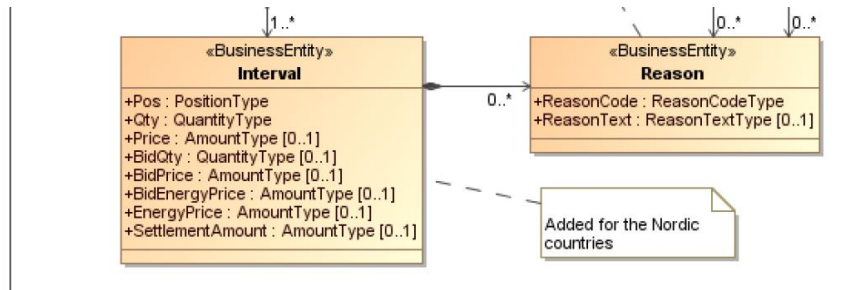 1..*
0..*
0..*
«BusinessEntity»
Interval
+Pos : PositionType
+Qty : QuantityType
+Price : AmountType [0..1]
+BidQty : QuantityType [0..1]
+BidPrice : AmountType [0..1]
+BidEnergyPrice : AmountType [0..1]
+EnergyPrice : AmountType [0..1]
+SettlementAmount : AmountType [0..1]
0..*
«BusinessEntity»
Reason
+ReasonCode : ReasonCodeType
+ReasonText : ReasonTextType [0..1]
Added for the Nordic
countries